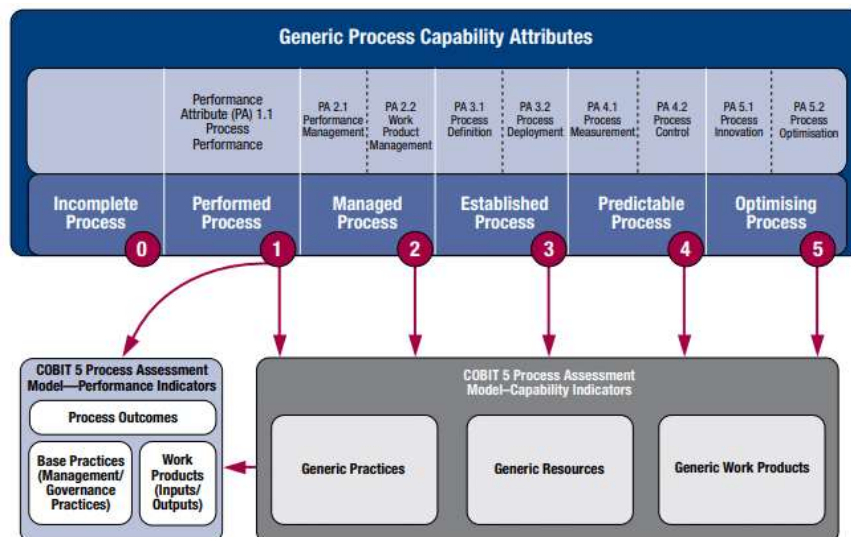 Generic Process Capability Attributes
Performance
Attribute (PA) 1.1
Process
Performance
PA 2.1
Performance
Management
PA 2.2
Work
Product
Management
PA 3.1
Process
Definition
PA 3.2
Process
Deployment
PA 4.1
Process
Measurement
PA 4.2
Process
Control
PA 5.1
Process
Innovation
PA 5.2
Process
Optimisation
Incomplete
Process
0
Performed
Process
1
Managed
Process
2
Established
Process
3
Predictable
Process
4
Optimising
Process
5
COBIT 5 Process Assessment
Model—Performance Indicators
Process Outcomes
Base Practices
(Management/
Governance
Practices)
Work
Products
(Inputs/
Outputs)
COBIT 5 Process Assessment
Model–Capability Indicators
Generic Practices
Generic Resources
Generic Work Products